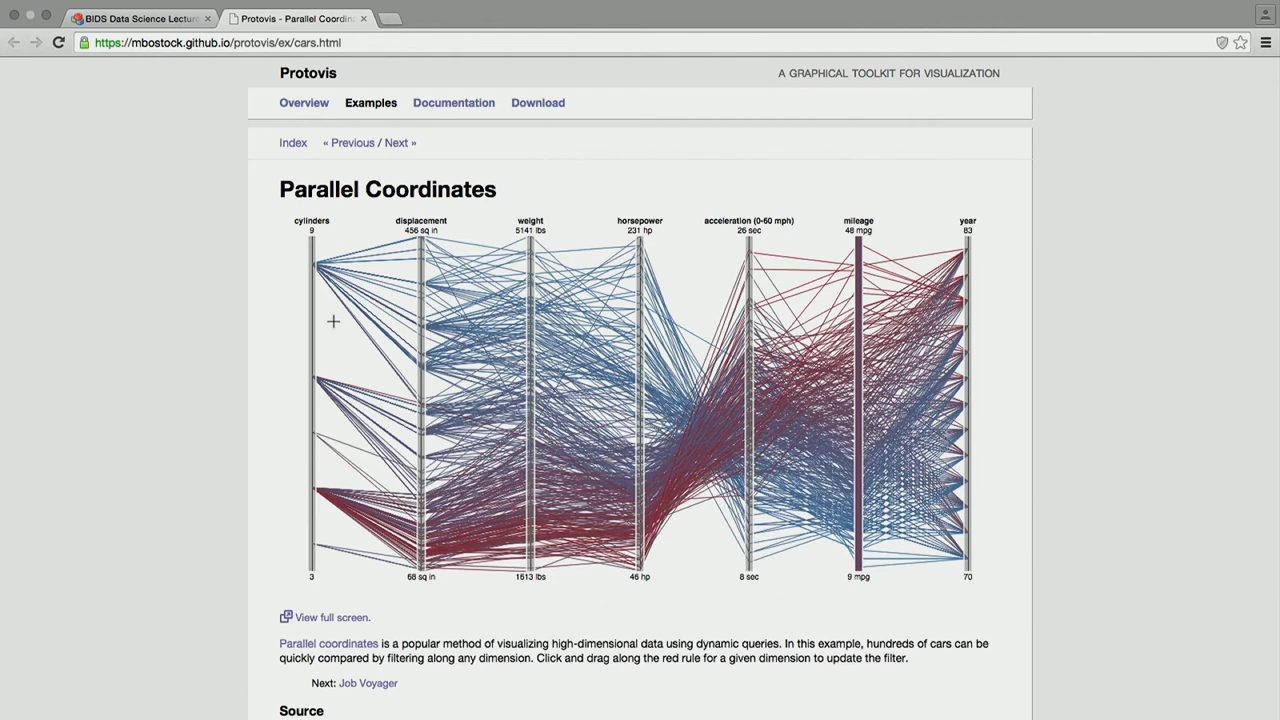 BIDS Data Science Lecture
Protovis - Parallel Coordin
https://mbostock.github.io/protovis/ex/cars.html
Protovis
A GRAPHICAL TOOLKIT FOR VISUALIZATION
Overview Examples Documentation Download
Index « Previous / Next »
Parallel Coordinates
cylinders displacement weight horsepower acceleration (0-60 mph) mileage year
9 456 sq in 5141 lbs 231 hp 26 sec 48 mpg 83
3 68 sq in 1613 lbs 46 hp 8 sec 9 mpg 70
View full screen.
Parallel coordinates is a popular method of visualizing high-dimensional data using dynamic queries. In this example, hundreds of cars can be
quickly compared by filtering along any dimension. Click and drag along the red rule for a given dimension to update the filter.
Next: Job Voyager
Source